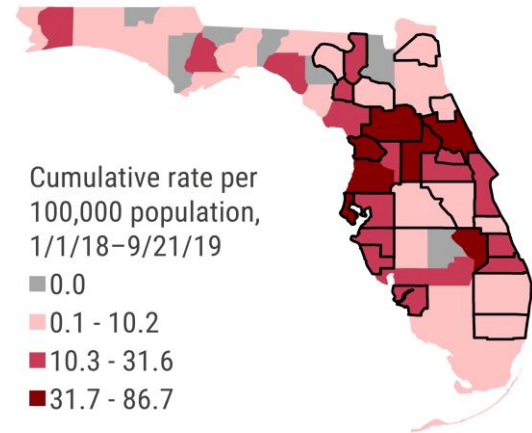 Cumulative rate per
100,000 population,
1/1/18–9/21/19
0.0
0.1 - 10.2
10.3 - 31.6
31.7 - 86.7